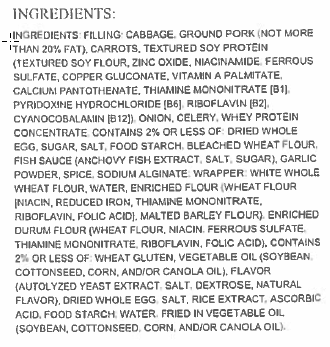 INGREDIENTS:
INGREDIENTS: FILLING: CABBAGE, GROUND PORK (NOT MORE
THAN 20% FAT), CARROTS, TEXTURED SOY PROTEIN
(TEXTURED SOY FLOUR, ZINC OXIDE, NIACINAMIDE, FERROUS
SULFATE, COPPER GLUCONATE, VITAMIN A PALMITATE,
CALCIUM PANTOTHENATE, THIAMINE MONONITRATE [B1],
PYRIDOXINE HYDROCHLORIDE [B6], RIBOFLAVIN [B2],
CYANOCOBALAMIN [B12]), ONION, CELERY, WHEY PROTEIN
CONCENTRATE, CONTAINS 2% OR LESS OF: DRIED WHOLE
EGG, SUGAR, SALT, FOOD STARCH, BLEACHED WHEAT FLOUR,
FISH SAUCE (ANCHOVY FISH EXTRACT, SALT, SUGAR), GARLIC
POWDER, SPICE, SODIUM ALGINATE: WRAPPER: WHITE WHOLE
WHEAT FLOUR, WATER, ENRICHED FLOUR (WHEAT FLOUR
[NIACIN, REDUCED IRON, THIAMINE MONONITRATE,
RIBOFLAVIN, FOLIC ACID], MALTED BARLEY FLOUR), ENRICHED
DURUM FLOUR (WHEAT FLOUR, NIACIN, FERROUS SULFATE,
THIAMINE MONONITRATE, RIBOFLAVIN, FOLIC ACID), CONTAINS
2% OR LESS OF: WHEAT GLUTEN, VEGETABLE OIL (SOYBEAN,
COTTONSEED, CORN, AND/OR CANOLA OIL), FLAVOR
(AUTOLYZED YEAST EXTRACT, SALT, DEXTROSE, NATURAL
FLAVOR), DRIED WHOLE EGG, SALT, RICE EXTRACT, ASCORBIC
ACID, FOOD STARCH, WATER, FRIED IN VEGETABLE OIL
(SOYBEAN, COTTONSEED, CORN, AND/OR CANOLA OIL).